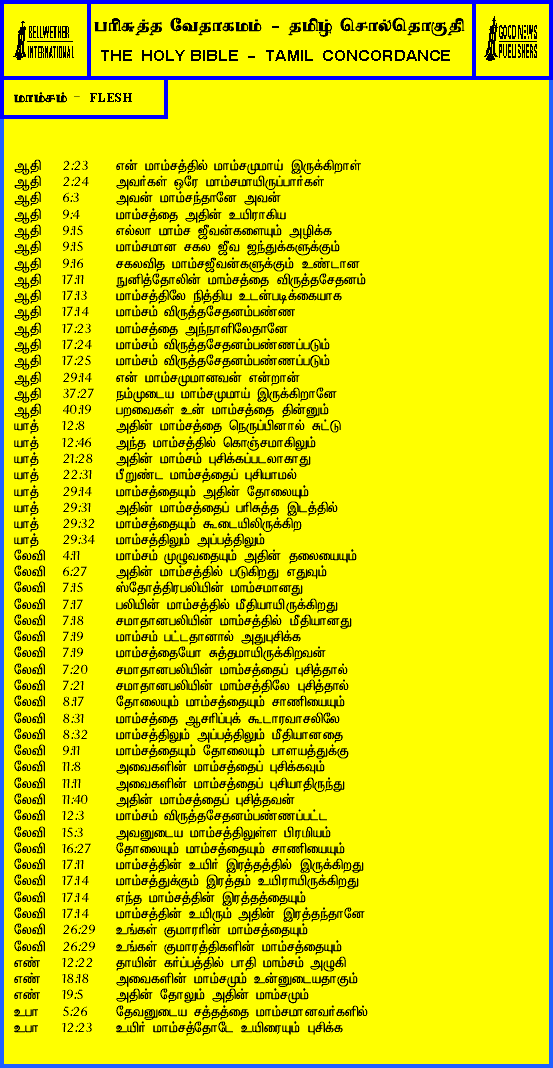 BELLWETHER
INTERNATIONAL
பரிசுத்த வேதாகமம் - தமிழ் சொல்தொகுதி
THE HOLY BIBLE - TAMIL CONCORDANCE
GOOD NEWS
PUBLISHERS
மாம்சம் - FLESH
ஆதி 2:23 என் மாம்சத்தில் மாம்சமுமாய் இருக்கிறாள்
ஆதி 2:24 அவர்கள் ஒரே மாம்சமாயிருப்பார்கள்
ஆதி 6:3 அவன் மாம்சந்தானே அவன்
ஆதி 9:4 மாம்சத்தை அதின் உயிராகிய
ஆதி 9:15 எல்லா மாம்ச ஜீவன்களையும் அழிக்க
ஆதி 9:15 மாம்சமான சகல ஜீவ ஜந்துக்களுக்கும்
ஆதி 9:16 சகலவித மாம்சஜீவன்களுக்கும் உண்டான
ஆதி 17:11 நுனித்தோலின் மாம்சத்தை விருத்தசேதனம்
ஆதி 17:13 மாம்சத்திலே நித்திய உடன்படிக்கையாக
ஆதி 17:14 மாம்சம் விருத்தசேதனம்பண்ண
ஆதி 17:23 மாம்சத்தை அந்நாளிலேதானே
ஆதி 17:24 மாம்சம் விருத்தசேதனம்பண்ணப்படும்
ஆதி 17:25 மாம்சம் விருத்தசேதனம்பண்ணப்படும்
ஆதி 29:14 என் மாம்சமுமானவன் என்றான்
ஆதி 37:27 நம்முடைய மாம்சமுமாய் இருக்கிறானே
ஆதி 40:19 பறவைகள் உன் மாம்சத்தை தின்னும்
யாத் 12:8 அதின் மாம்சத்தை நெருப்பினால் சுட்டு
யாத் 12:46 அந்த மாம்சத்தில் கொஞ்சமாகிலும்
யாத் 21:28 அதின் மாம்சம் புசிக்கப்படலாகாது
யாத் 22:31 பீறுண்ட மாம்சத்தைப் புசியாமல்
யாத் 29:14 மாம்சத்தையும் அதின் தோலையும்
யாத் 29:31 அதின் மாம்சத்தைப் பரிசுத்த இடத்தில்
யாத் 29:32 மாம்சத்தையும் கூடையிலிருக்கிற
யாத் 29:34 மாம்சத்திலும் அப்பத்திலும்
லேவி 4:11 மாம்சம் முழுவதையும் அதின் தலையையும்
லேவி 6:27 அதின் மாம்சத்தில் படுகிறது எதுவும்
லேவி 7:15 ஸ்தோத்திரபலியின் மாம்சமானது
லேவி 7:17 பலியின் மாம்சத்தில் மீதியாயிருக்கிறது
லேவி 7:18 சமாதானபலியின் மாம்சத்தில் மீதியானது
லேவி 7:19 மாம்சம் பட்டதானால் அதுபுசிக்க
லேவி 7:19 மாம்சத்தையோ சுத்தமாயிருக்கிறவன்
லேவி 7:20 சமாதானபலியின் மாம்சத்தைப் புசித்தால்
லேவி 7:21 சமாதானபலியின் மாம்சத்திலே புசித்தால்
லேவி 8:17 தோலையும் மாம்சத்தையும் சாணியையும்
லேவி 8:31 மாம்சத்தை ஆசரிப்புக் கூடாரவாசலிலே
லேவி 8:32 மாம்சத்திலும் அப்பத்திலும் மீதியானதை
லேவி 9:11 மாம்சத்தையும் தோலையும் பாளயத்துக்கு
லேவி 11:8 அவைகளின் மாம்சத்தைப் புசிக்கவும்
லேவி 11:11 அவைகளின் மாம்சத்தைப் புசியாதிருந்து
லேவி 11:40 அதின் மாம்சத்தைப் புசித்தவன்
லேவி 12:3 மாம்சம் விருத்தசேதனம்பண்ணப்பட்ட
லேவி 15:3 அவனுடைய மாம்சத்திலுள்ள பிரமியம்
லேவி 16:27 தோலையும் மாம்சத்தையும் சாணியையும்
லேவி 17:11 மாம்சத்தின் உயிர் இரத்தத்தில் இருக்கிறது
லேவி 17:14 மாம்சத்துக்கும் இரத்தம் உயிராயிருக்கிறது
லேவி 17:14 எந்த மாம்சத்தின் இரத்தத்தையும்
லேவி 17:14 மாம்சத்தின் உயிரும் அதின் இரத்தந்தானே
லேவி 26:29 உங்கள் குமாரரின் மாம்சத்தையும்
லேவி 26:29 உங்கள் குமாரத்திகளின் மாம்சத்தையும்
எண் 12:22 தாயின் கர்ப்பத்தில் பாதி மாம்சம் அழுகி
எண் 18:18 அவைகளின் மாம்சமும் உன்னுடையதாகும்
எண் 19:5 அதின் தோலும் அதின் மாம்சமும்
உபா 5:26 தேவனுடைய சத்தத்தை மாம்சமானவர்களில்
உபா 12:23 உயிர் மாம்சத்தோடே உயிரையும் புசிக்க